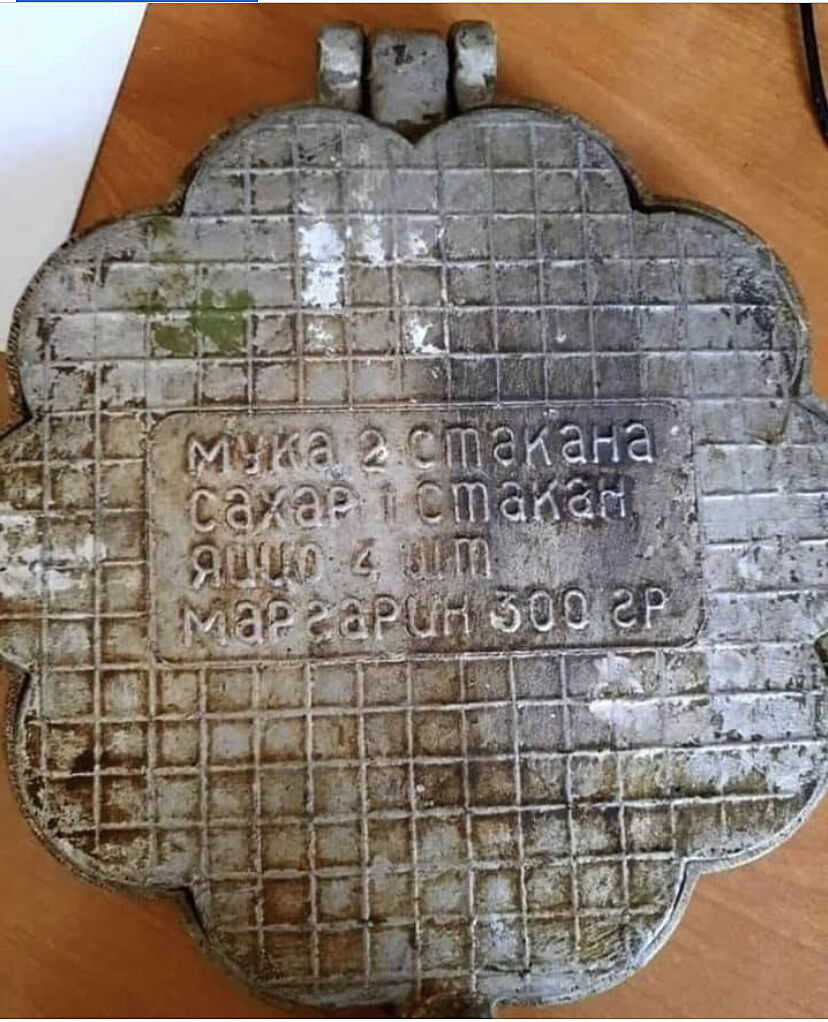 мука 2 стакана
сахар 1 стакан
яйцо 4 шт
маргарин 300 гр